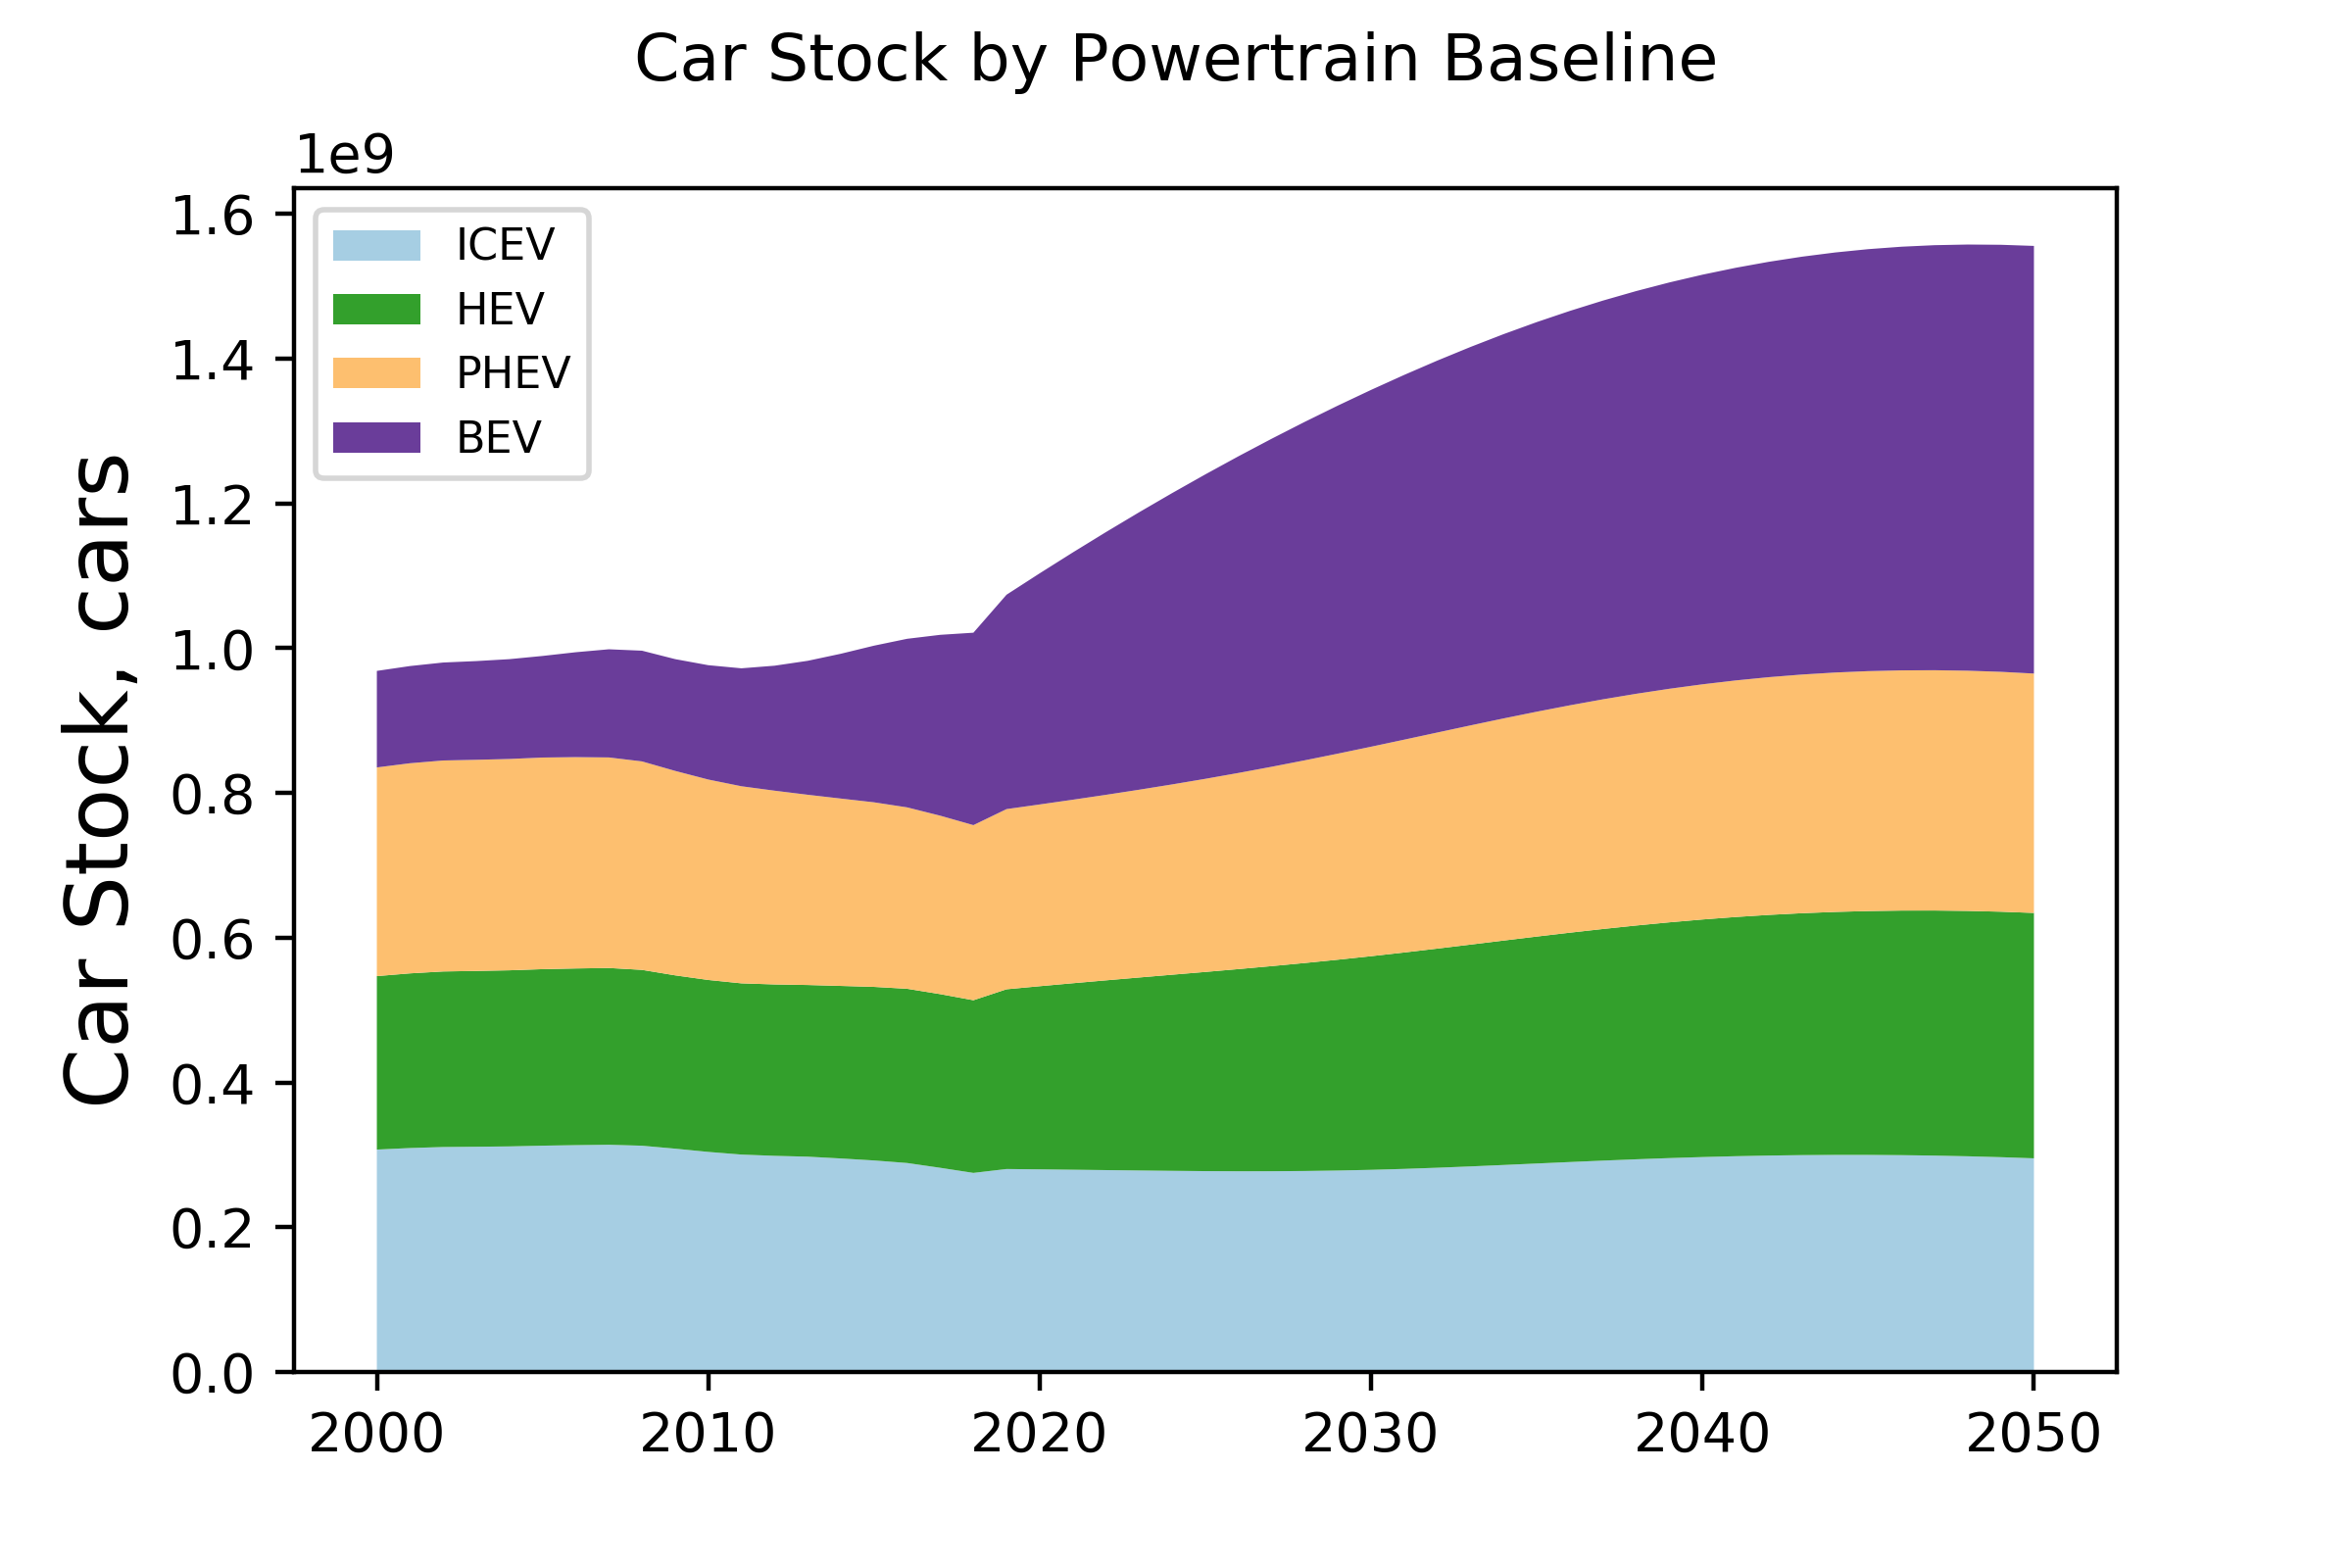 Car Stock by Powertrain Baseline
1e9
1.6
1.4
1.2
1.0
0.8
0.6
0.4
0.2
0.0
Car Stock, cars
ICEV
HEV
PHEV
BEV
2000 2010 2020 2030 2040 2050